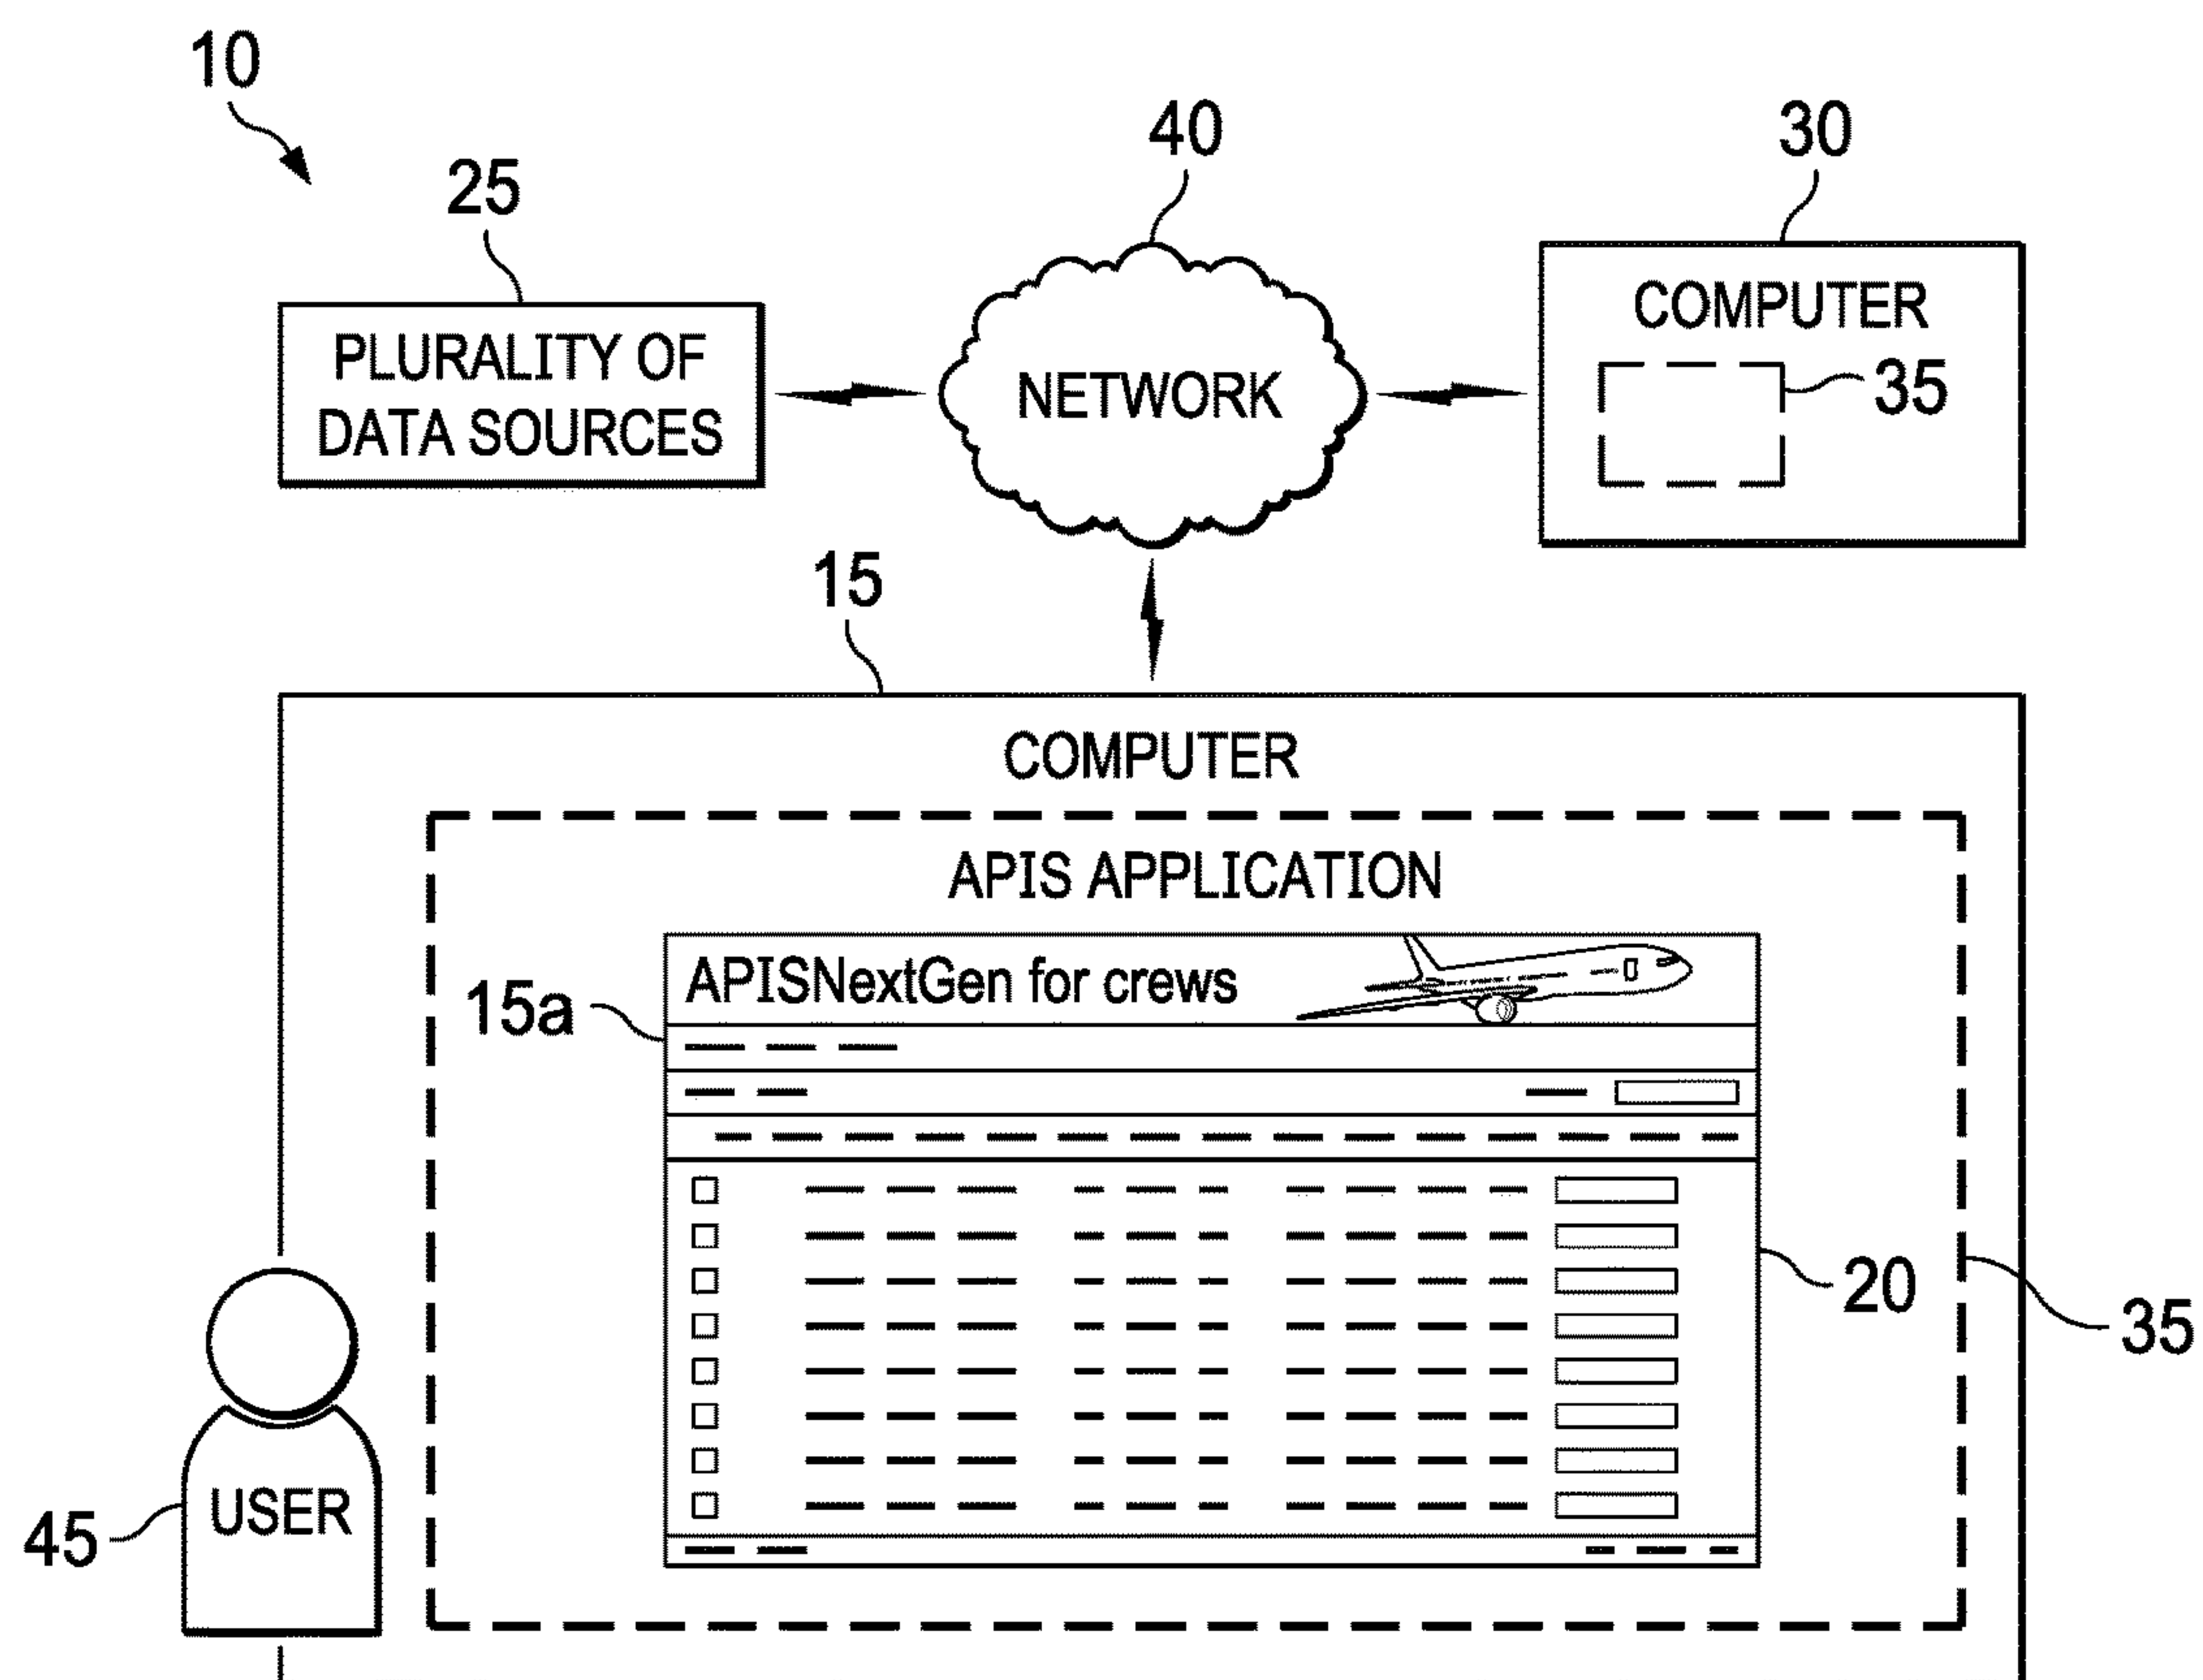 10
25
40
30
PLURALITY OF
DATA SOURCES
NETWORK
COMPUTER
35
15
COMPUTER
APIS APPLICATION
APISNextGen for crews
15a
20
35
45
USER